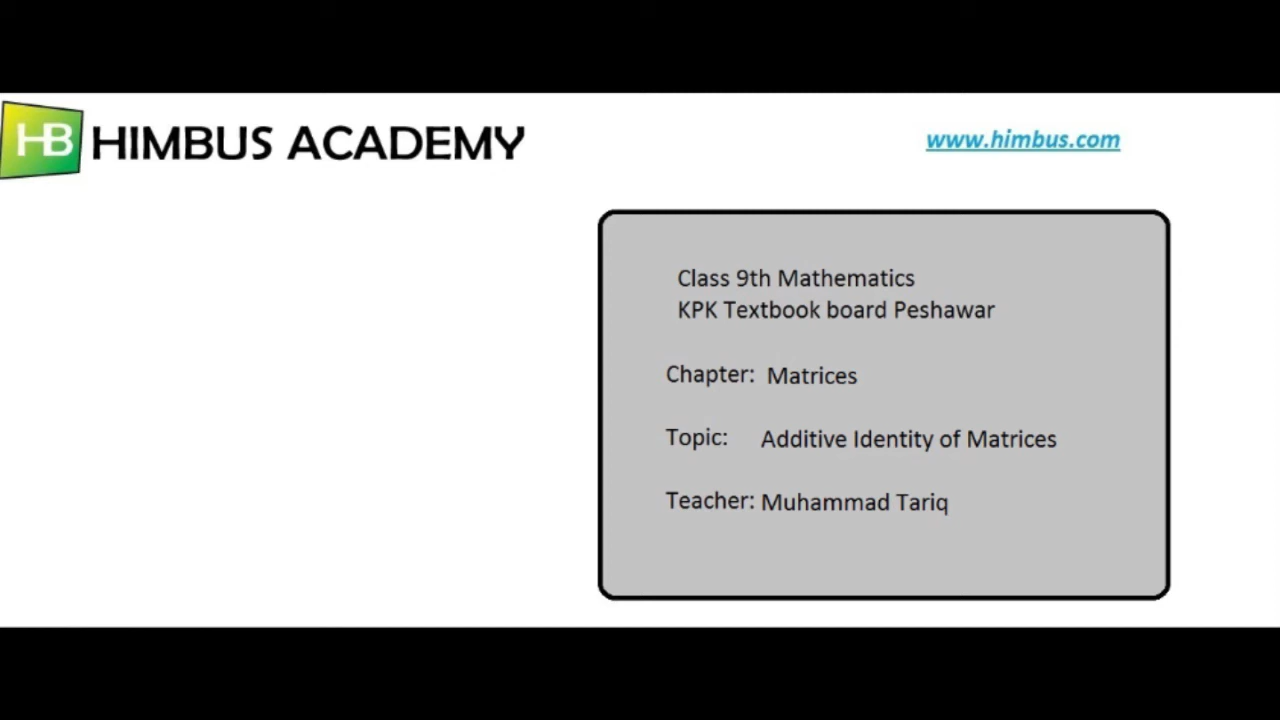 HB HIMBUS ACADEMY
www.himbus.com
Class 9th Mathematics
KPK Textbook board Peshawar
Chapter: Matrices
Topic: Additive Identity of Matrices
Teacher: Muhammad Tariq